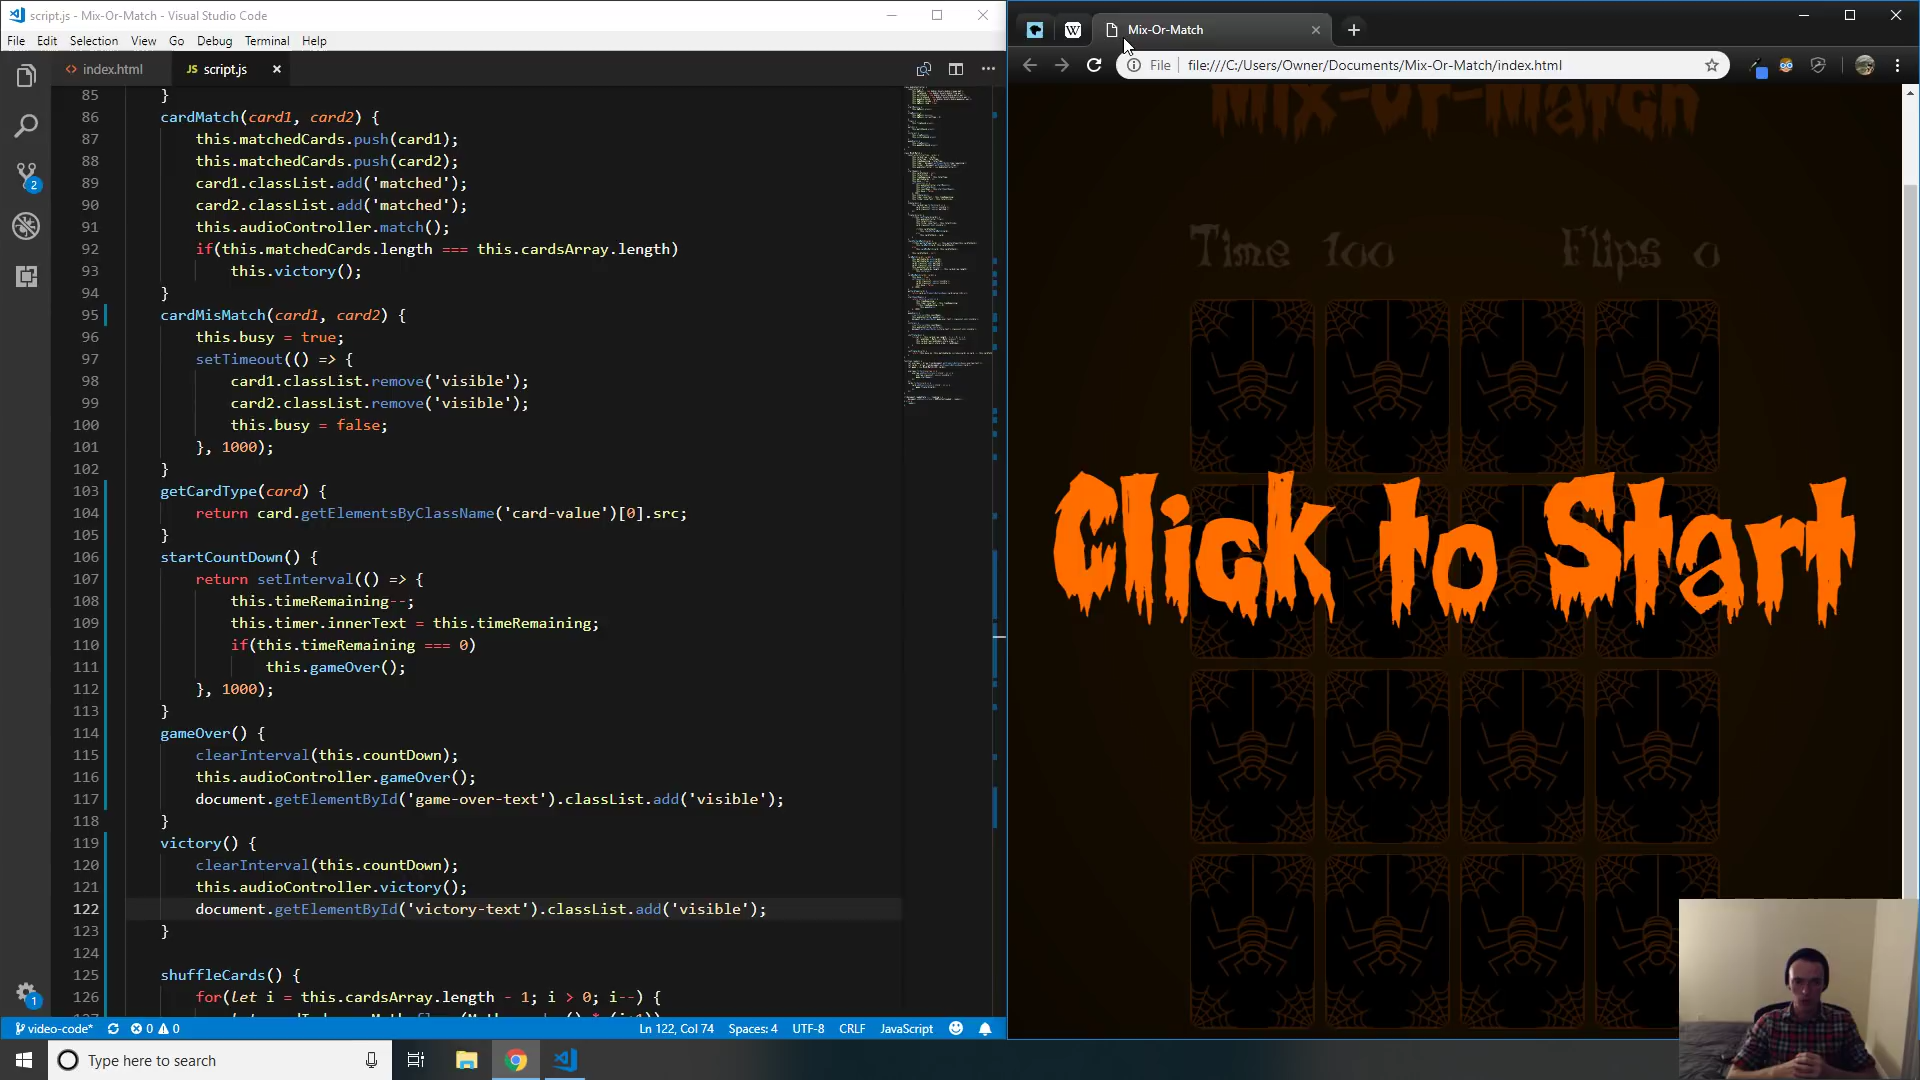 script.js - Mix-Or-Match - Visual Studio Code
File Edit Selection View Go Debug Terminal Help
<> index.html
JS script.js
85 }
86 cardMatch(card1, card2) {
87 this.matchedCards.push(card1);
88 this.matchedCards.push(card2);
89 card1.classList.add('matched');
90 card2.classList.add('matched');
91 this.audioController.match();
92 if(this.matchedCards.length === this.cardsArray.length)
93 this.victory();
94 }
95 cardMisMatch(card1, card2) {
96 this.busy = true;
97 setTimeout(() => {
98 card1.classList.remove('visible');
99 card2.classList.remove('visible');
100 this.busy = false;
101 }, 1000);
102 }
103 getCardType(card) {
104 return card.getElementsByClassName('card-value')[0].src;
105 }
106 startCountDown() {
107 return setInterval(() => {
108 this.timeRemaining--;
109 this.timer.innerText = this.timeRemaining;
110 if(this.timeRemaining === 0)
111 this.gameOver();
112 }, 1000);
113 }
114 gameOver() {
115 clearInterval(this.countDown);
116 this.audioController.gameOver();
117 document.getElementById('game-over-text').classList.add('visible');
118 }
119 victory() {
120 clearInterval(this.countDown);
121 this.audioController.victory();
122 document.getElementById('victory-text').classList.add('visible');
123 }
124
125 shuffleCards() {
126 for(let i = this.cardsArray.length - 1; i > 0; i--) {
2
1
video-code* 0 0 Ln 122, Col 74 Spaces: 4 UTF-8 CRLF JavaScript
Type here to search
W
Mix-Or-Match
File file:///C:/Users/Owner/Documents/Mix-Or-Match/index.html
Mix-Or-Match
Time 100 Flips 0
Click to Start